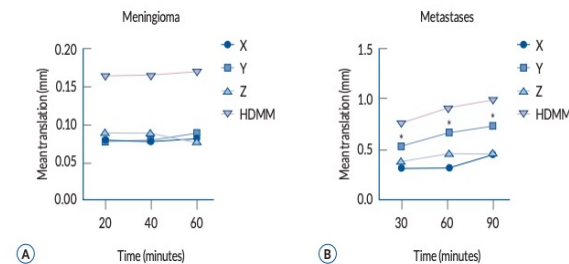 Meningioma
Mean translation (mm)
0.20
0.15
0.10
0.05
0.00
20 40 60
Time (minutes)
X
Y
Z
HDMM
A
Metastases
Mean translation (mm)
1.5
1.0
0.5
0.0
* * *
30 60 90
Time (minutes)
X
Y
Z
HDMM
B